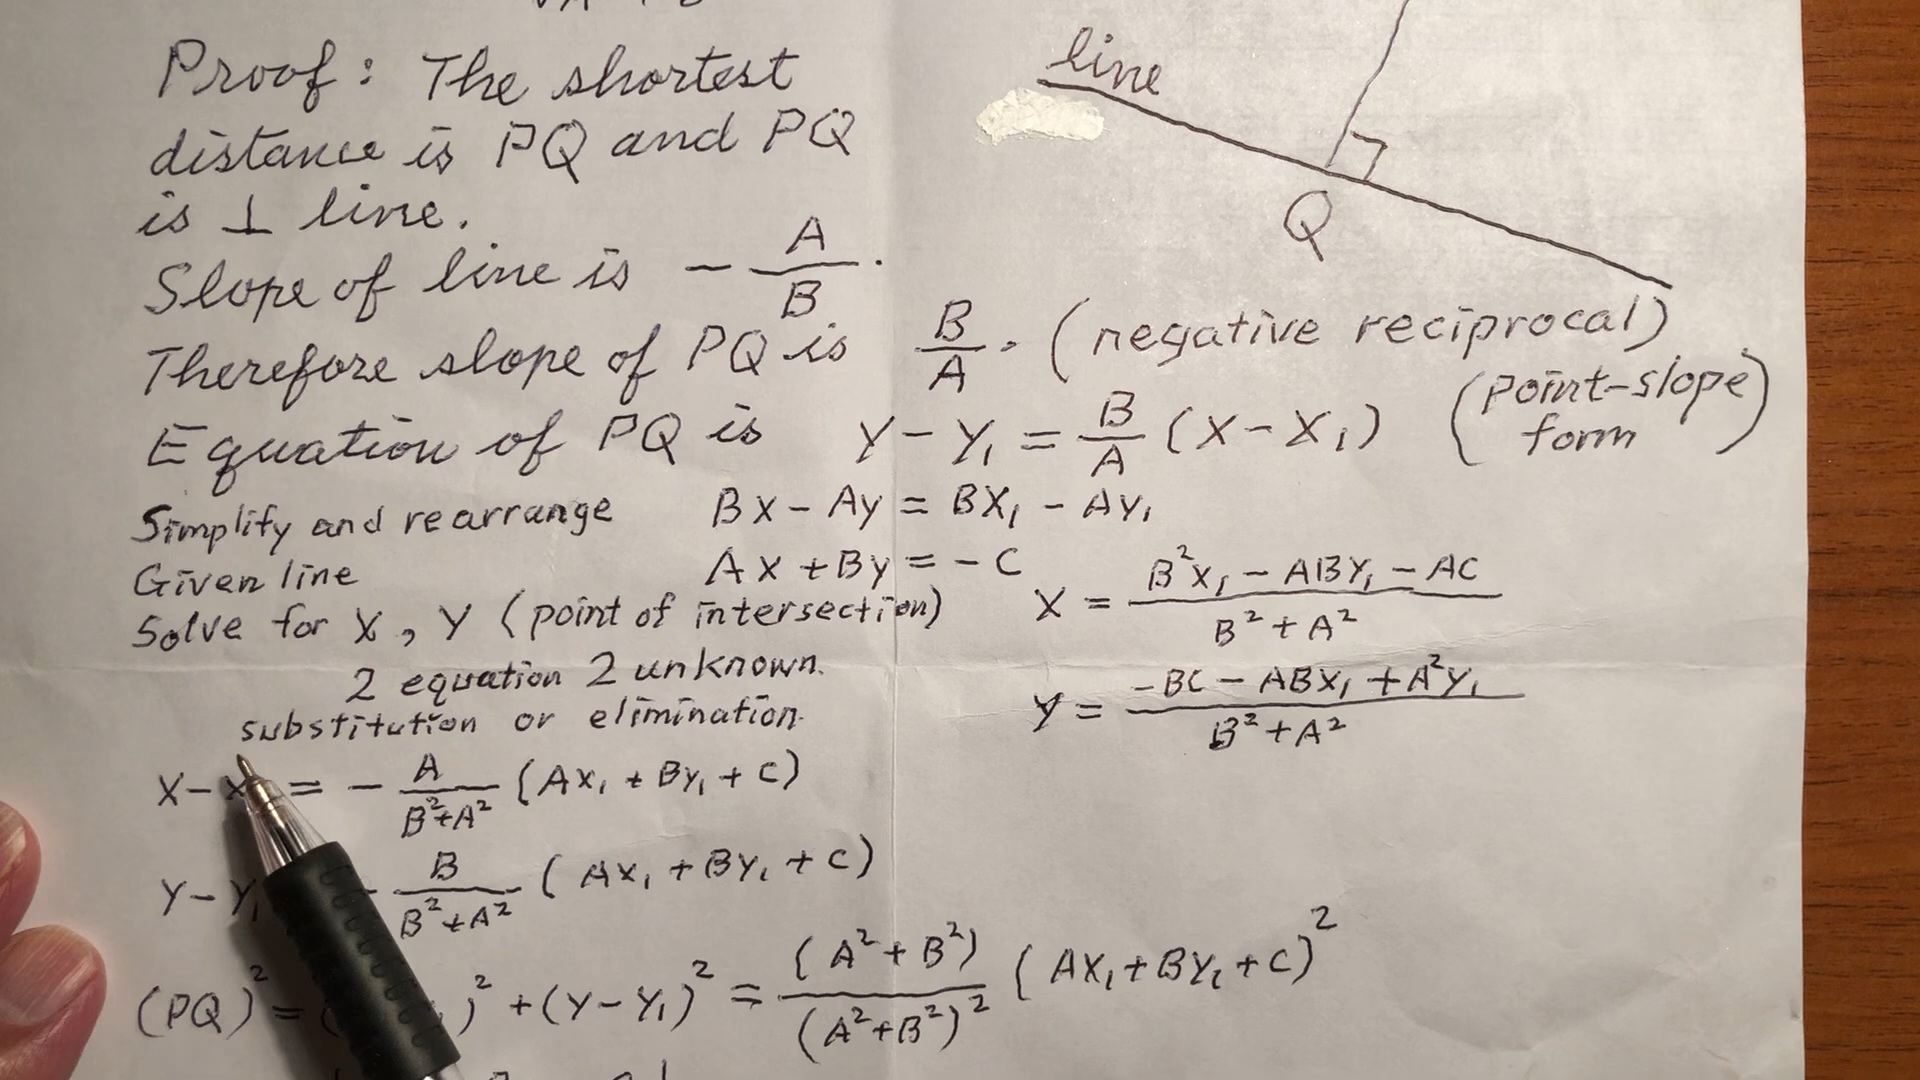 line
Proof: The shortest
distance is PQ and PQ
is ⊥ line.
Q
Slope of line is - A/B.
Therefore slope of PQ is B/A. (negative reciprocal)
Equation of PQ is Y - Y₁ = B/A (X - X₁) (point-slope form)
Simplify and rearrange BX - AY = BX₁ - AY₁
Given line AX + BY = - C
Solve for X, Y (point of intersection) X = (B²X₁ - ABY₁ - AC)/(B² + A²)
2 equation 2 unknown.
substitution or elimination.
Y = (-BC - ABX₁ + A²Y₁)/(B² + A²)
X - X = - A/(B²+A²) (AX₁ + BY₁ + C)
Y - Y₁ - B/(B²+A²) (AX₁ + BY₁ + C)
(PQ)² = ( )² + (Y - Y₁)² = (A² + B²)/(A²+B²)² (AX₁ + BY₁ + C)²